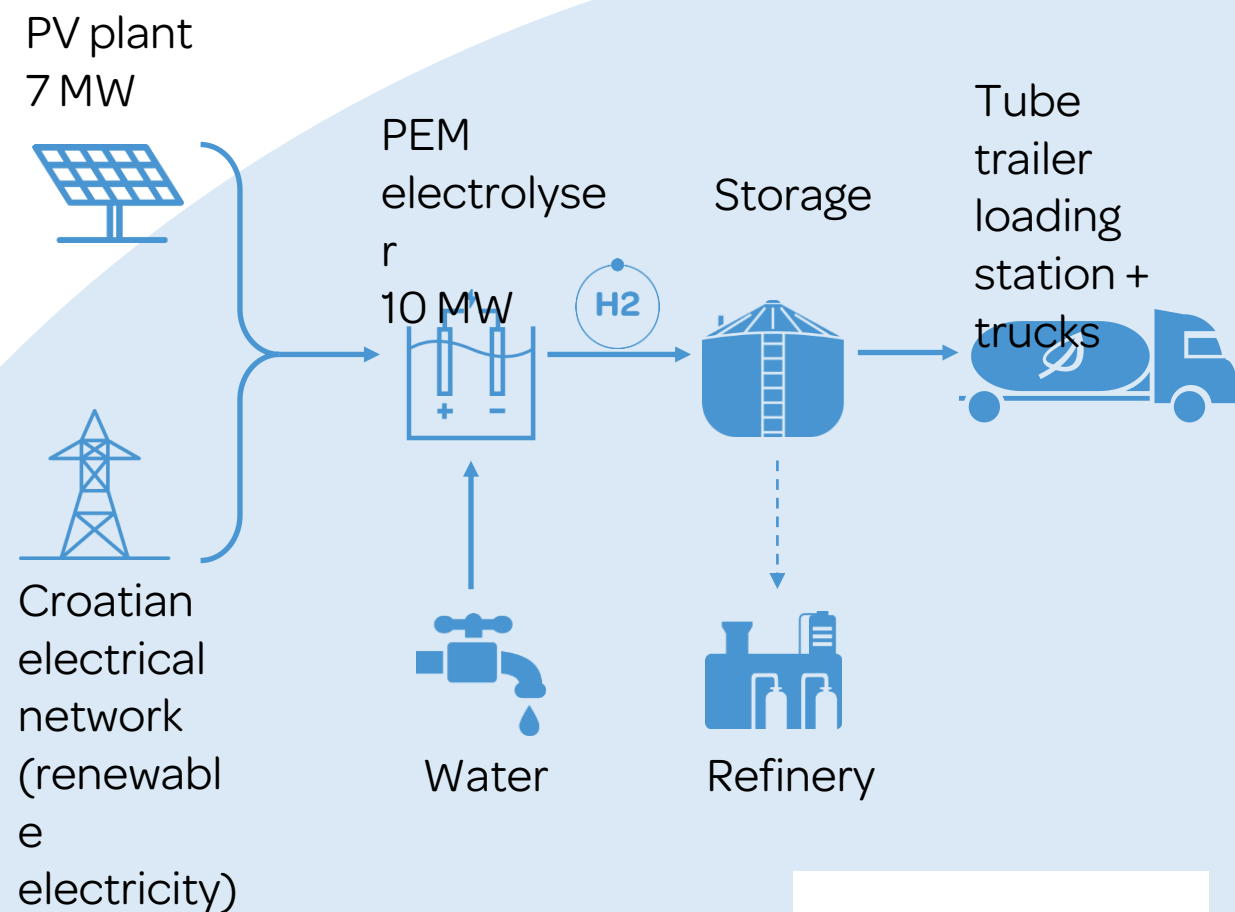 PV plant
7 MW
PEM
electrolyse
r
10 MW
H2
+ −
Storage
Tube
trailer
loading
station +
trucks
Croatian
electrical
network
(renewabl
e
electricity)
Water
Refinery